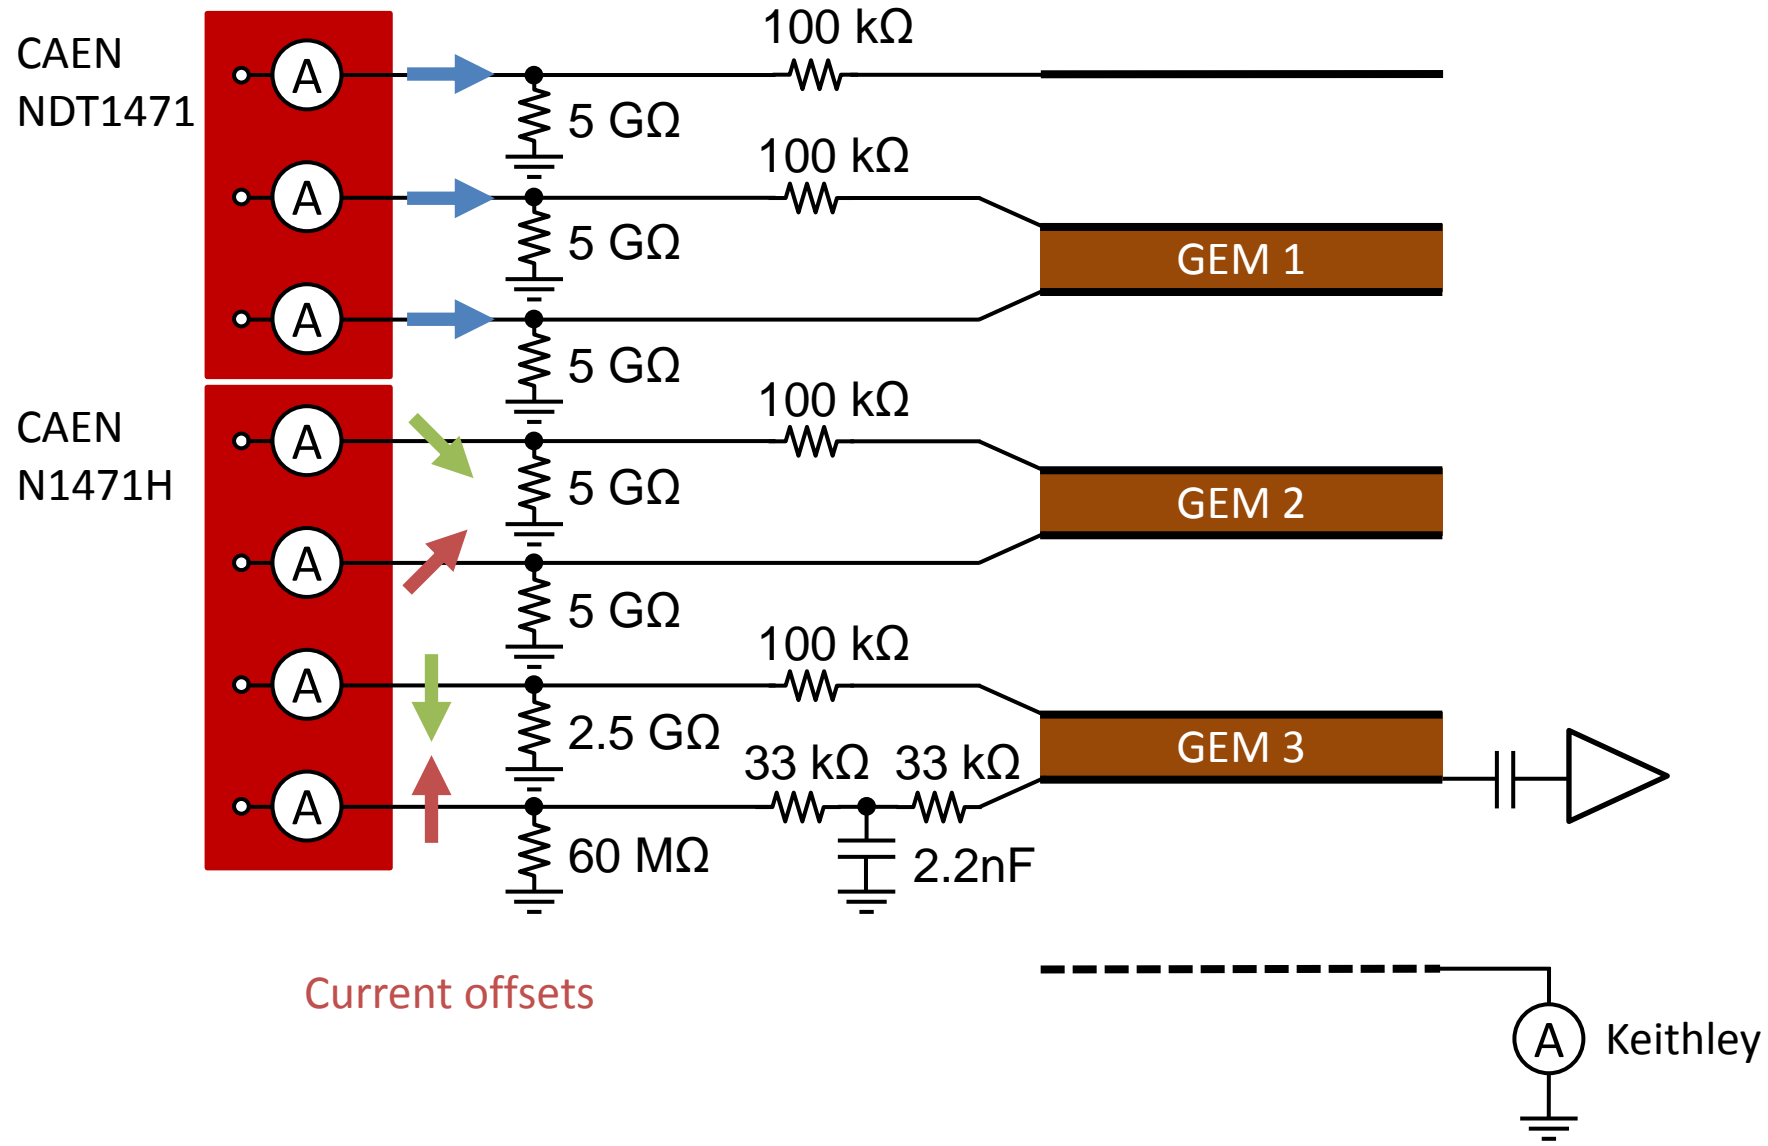 CAEN
NDT1471
A
100 kΩ
5 GΩ
A
100 kΩ
5 GΩ
GEM 1
A
5 GΩ
CAEN
N1471H
A
100 kΩ
5 GΩ
GEM 2
A
5 GΩ
A
100 kΩ
2.5 GΩ
GEM 3
33 kΩ
33 kΩ
A
60 MΩ
2.2nF
Current offsets
A
Keithley